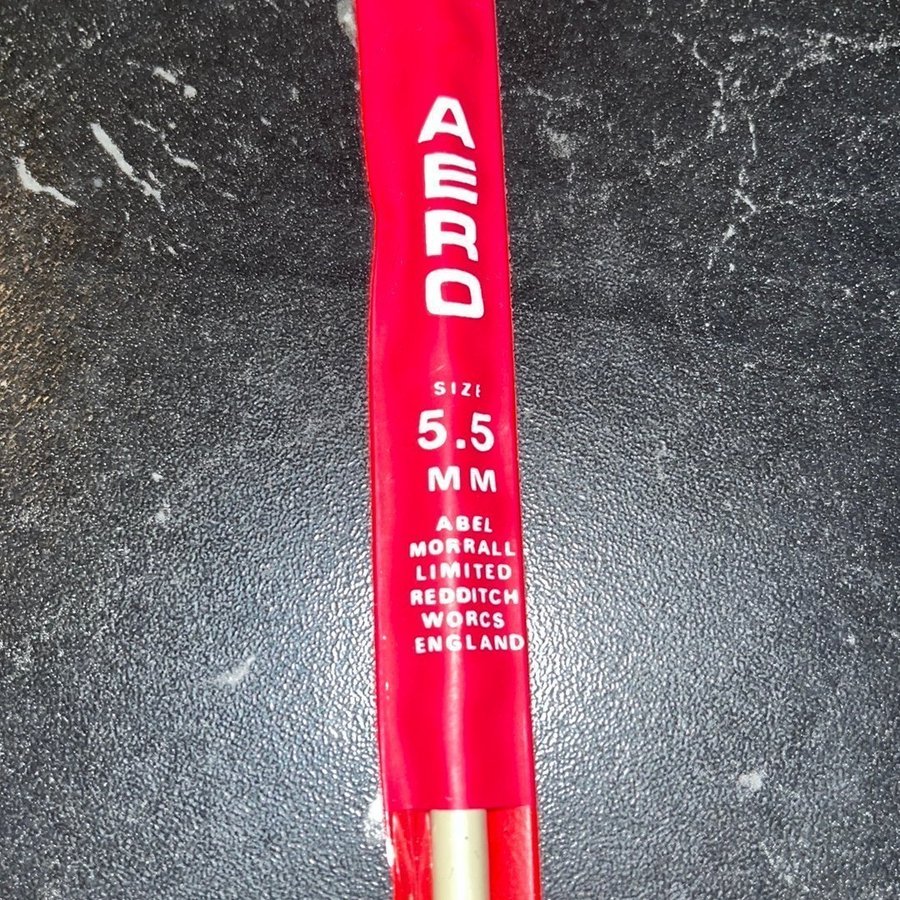 AERO
SIZE
5.5
MM
ABEL
MORRALL
LIMITED
REDDITCH
WORCS
ENGLAND